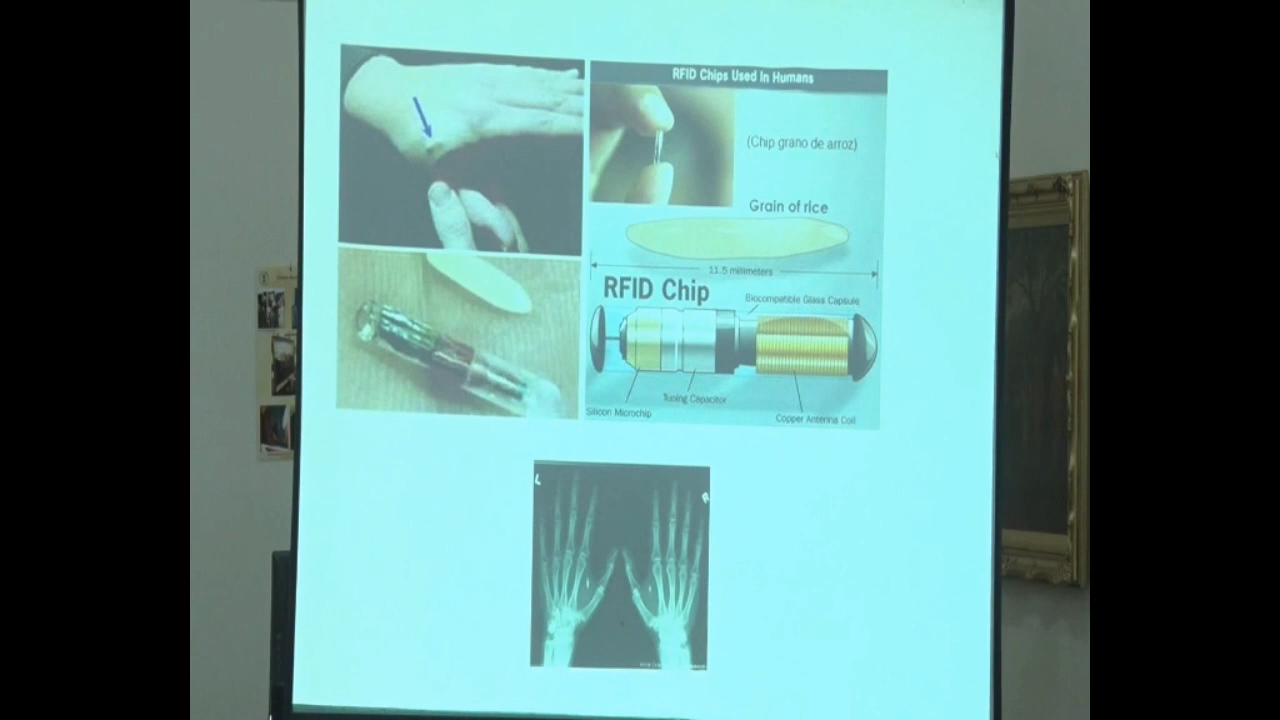 RFID Chips Used In Humans
(Chip grano de arroz)
Grain of rice
11.5 millimeters
RFID Chip
Biocompatible Glass Capsule
Tuning Capacitor
Silicon Microchip
Copper Antenna Coil
L
R